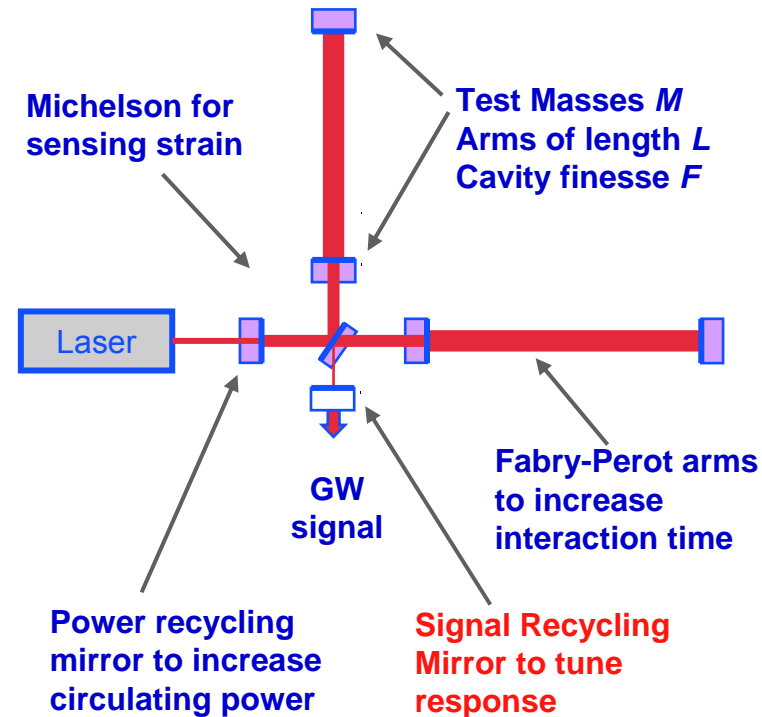 Michelson for
sensing strain
Test Masses M
Arms of length L
Cavity finesse F
Laser
GW
signal
Fabry-Perot arms
to increase
interaction time
Power recycling
mirror to increase
circulating power
Signal Recycling
Mirror to tune
response